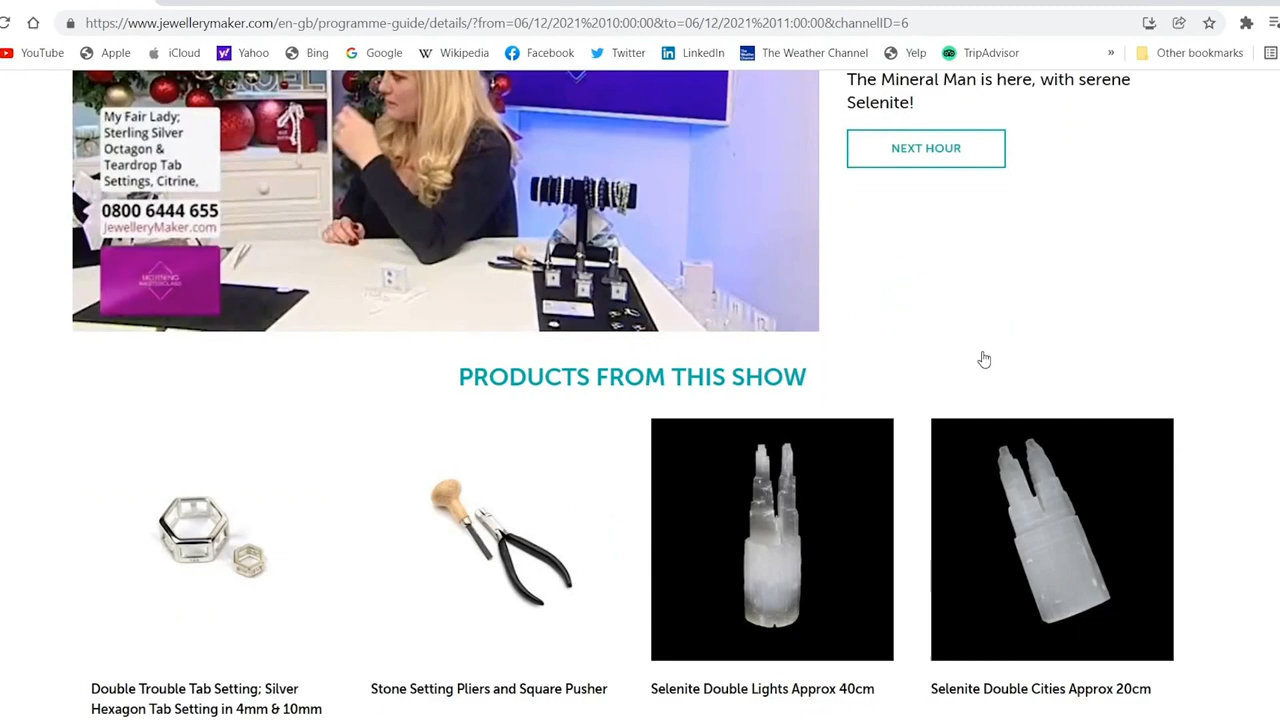 https://www.jewellerymaker.com/en-gb/programme-guide/details/?from=06/12/2021%2010:00:00&to=06/12/2021%2011:00:00&channelID=6
YouTube Apple iCloud Yahoo Bing Google Wikipedia Facebook Twitter LinkedIn The Weather Channel Yelp TripAdvisor » Other bookmarks
My Fair Lady;
Sterling Silver
Octagon &
Teardrop Tab
Settings, Citrine,
0800 6444 655
JewelleryMaker.com
MORNING
MASTERCLASS
The Mineral Man is here, with serene
Selenite!
NEXT HOUR
PRODUCTS FROM THIS SHOW
Double Trouble Tab Setting; Silver
Hexagon Tab Setting in 4mm & 10mm
Stone Setting Pliers and Square Pusher
Selenite Double Lights Approx 40cm
Selenite Double Cities Approx 20cm